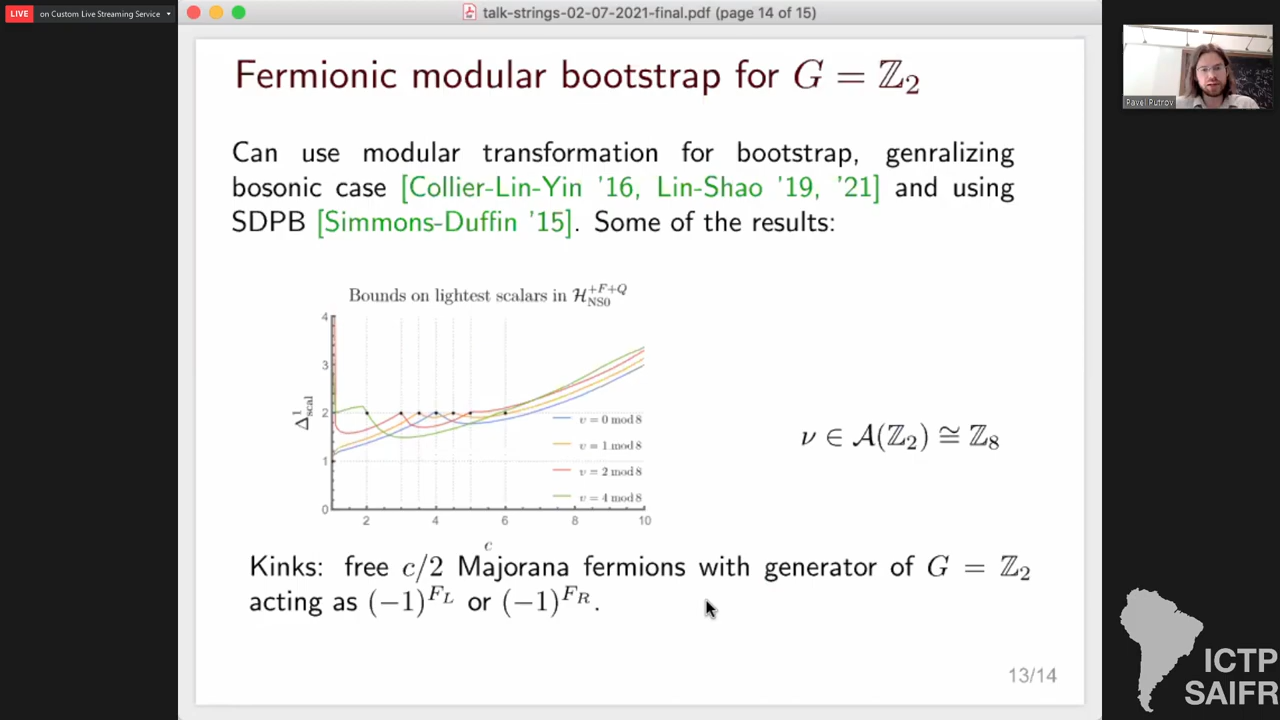 LIVE on Custom Live Streaming Service
talk-strings-02-07-2021-final.pdf (page 14 of 15)
Pavel Putrov
Fermionic modular bootstrap for G = ℤ₂
Can use modular transformation for bootstrap, genralizing
bosonic case [Collier-Lin-Yin '16, Lin-Shao '19, '21] and using
SDPB [Simmons-Duffin '15]. Some of the results:
Bounds on lightest scalars in ℋ_NS0^{+F+Q}
4
3
2
1
0
Δ¹_scal
2 4 6 8 10
c
υ = 0 mod 8
υ = 1 mod 8
υ = 2 mod 8
υ = 4 mod 8
ν ∈ 𝒜(ℤ₂) ≅ ℤ₈
Kinks: free c/2 Majorana fermions with generator of G = ℤ₂
acting as (−1)^{F_L} or (−1)^{F_R}.
13/14
ICTP
SAIFR